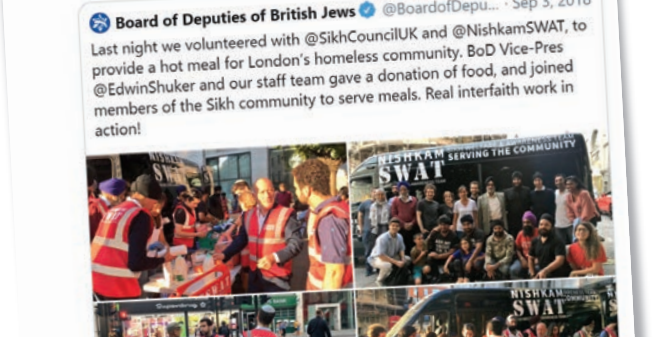 Board of Deputies of British Jews @BoardofDepu... · Sep 3, 2018
Last night we volunteered with @SikhCouncilUK and @NishkamSWAT, to
provide a hot meal for London's homeless community. BoD Vice-Pres
@EdwinShuker and our staff team gave a donation of food, and joined
members of the Sikh community to serve meals. Real interfaith work in
action!
NISHKAM
SWAT
NISHKAM SERVING THE COMMUNITY
SWAT
NISHKAM
SWAT